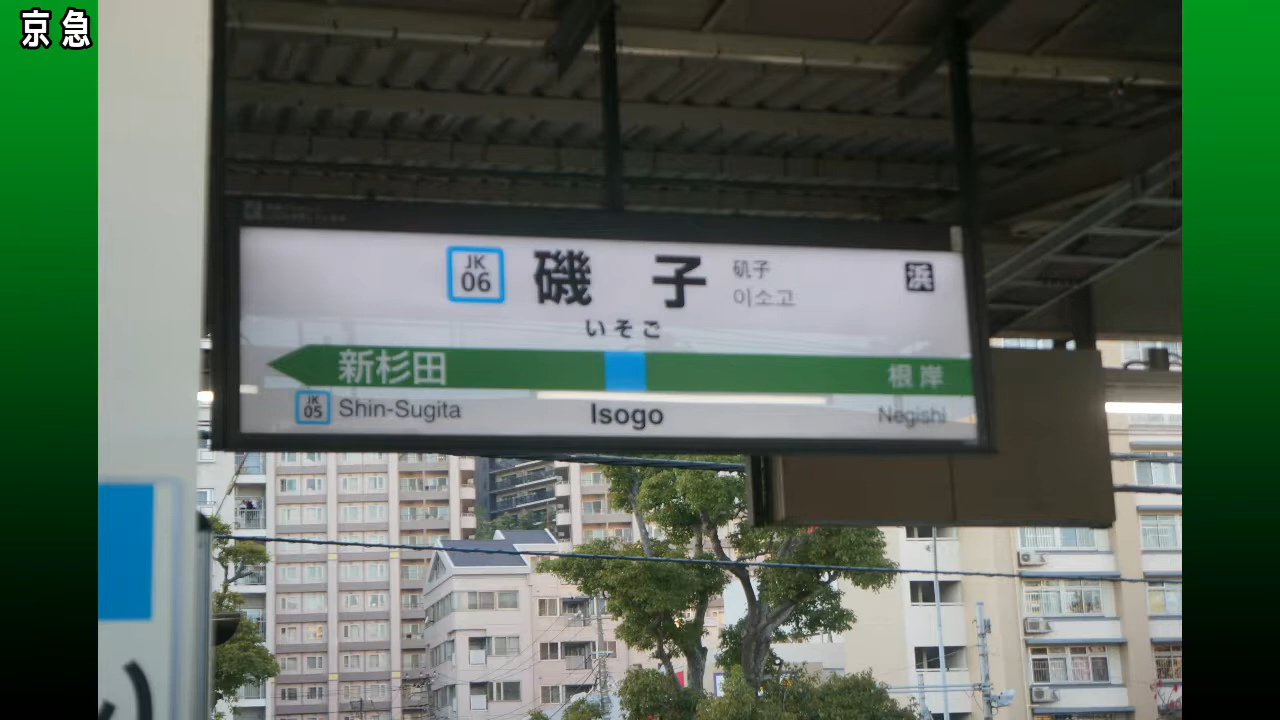 京急
JK
06
磯子
矶子
이소고
浜
いそご
新杉田
根岸
JK
05
Shin-Sugita
Isogo
Negishi